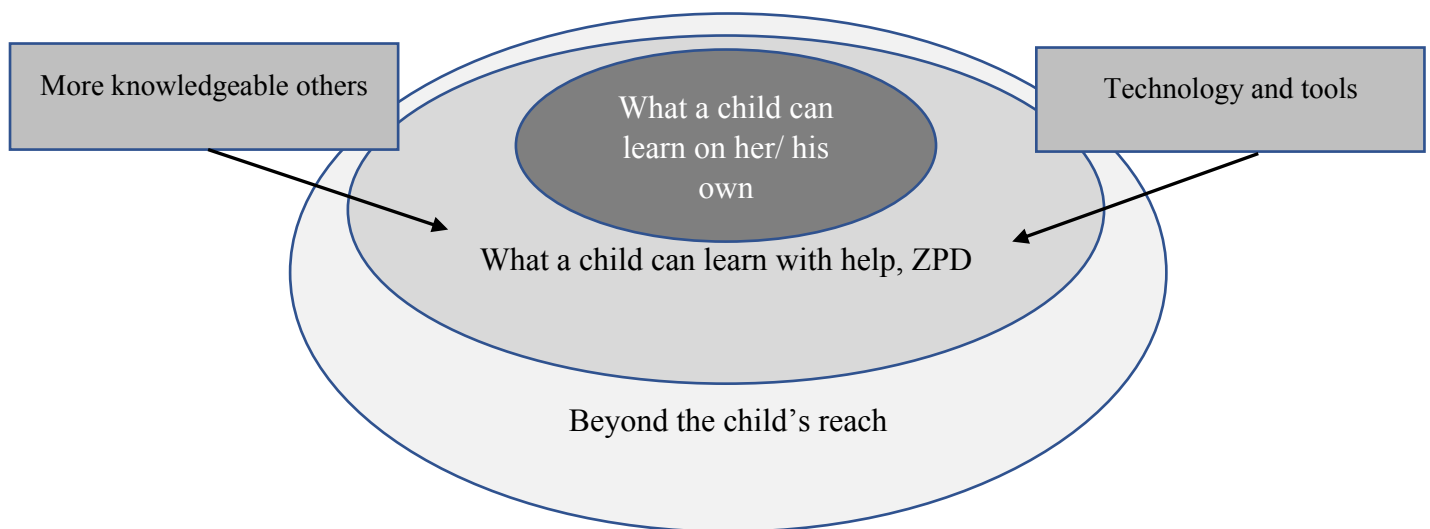 More knowledgeable others
Technology and tools
What a child can
learn on her/ his
own
What a child can learn with help, ZPD
Beyond the child’s reach